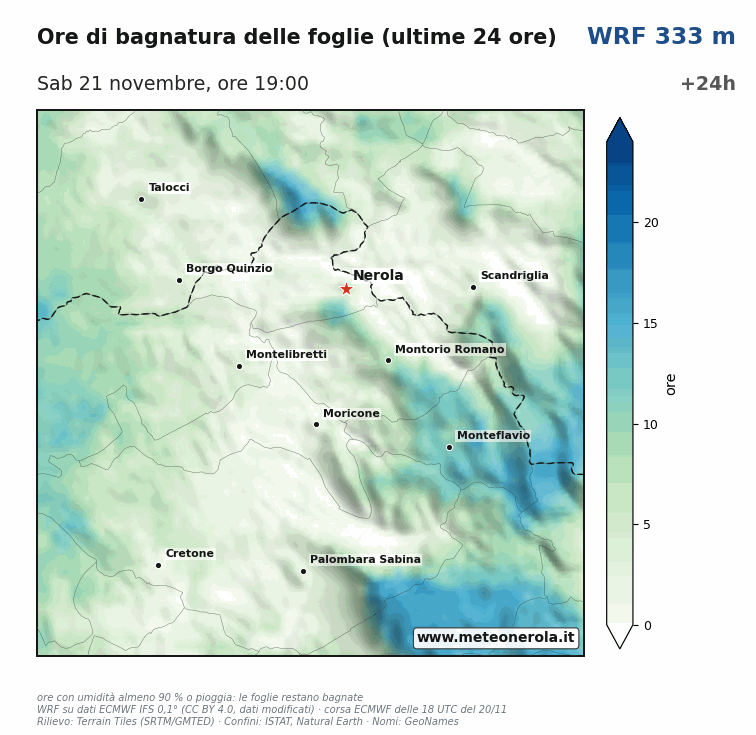 Ore di bagnatura delle foglie (ultime 24 ore) WRF 333 m
Sab 21 novembre, ore 19:00 +24h
Talocci
Borgo Quinzio
Nerola
Scandriglia
Montelibretti
Montorio Romano
Moricone
Monteflavio
Cretone
Palombara Sabina
www.meteonerola.it
20
15
10
5
0
ore
ore con umidità almeno 90 % o pioggia: le foglie restano bagnate
WRF su dati ECMWF IFS 0,1° (CC BY 4.0, dati modificati) · corsa ECMWF delle 18 UTC del 20/11
Rilievo: Terrain Tiles (SRTM/GMTED) · Confini: ISTAT, Natural Earth · Nomi: GeoNames